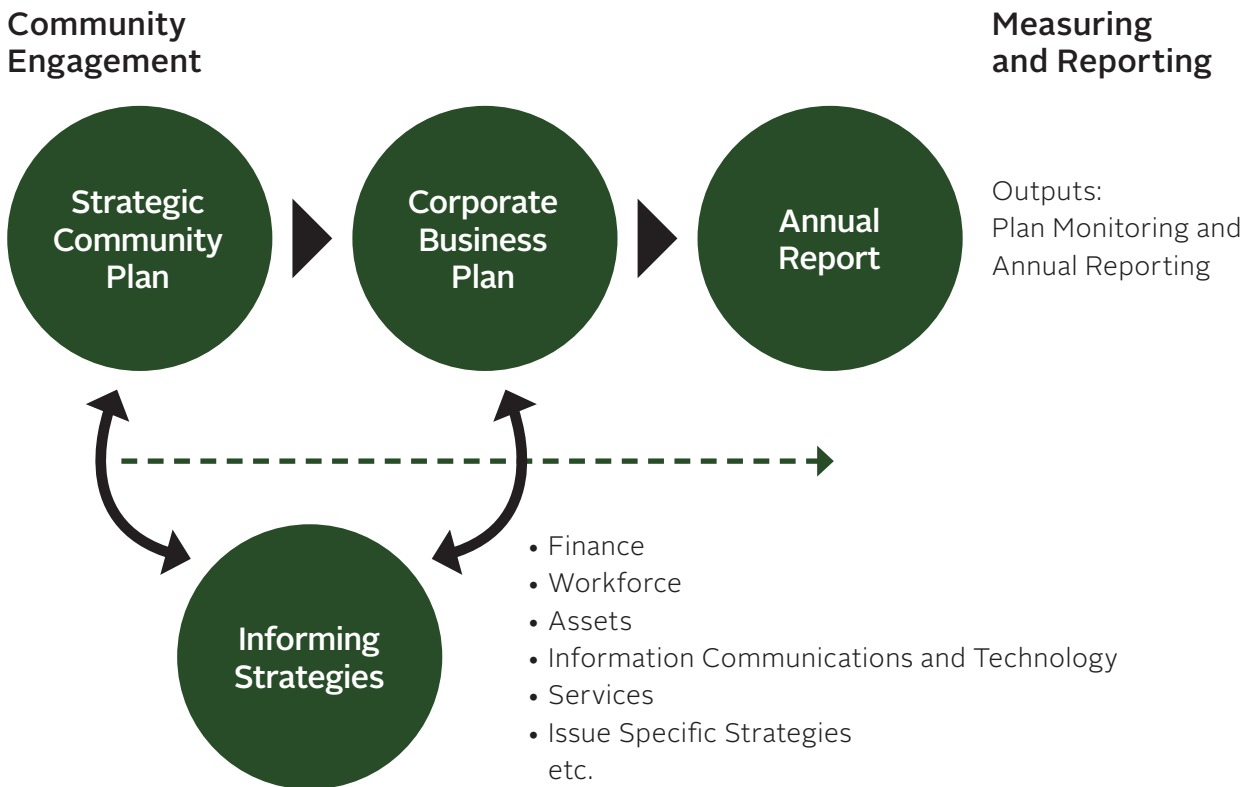 Community
Engagement
Measuring
and Reporting
Strategic
Community
Plan
Corporate
Business
Plan
Annual
Report
Outputs:
Plan Monitoring and
Annual Reporting
Informing
Strategies
• Finance
• Workforce
• Assets
• Information Communications and Technology
• Services
• Issue Specific Strategies
etc.